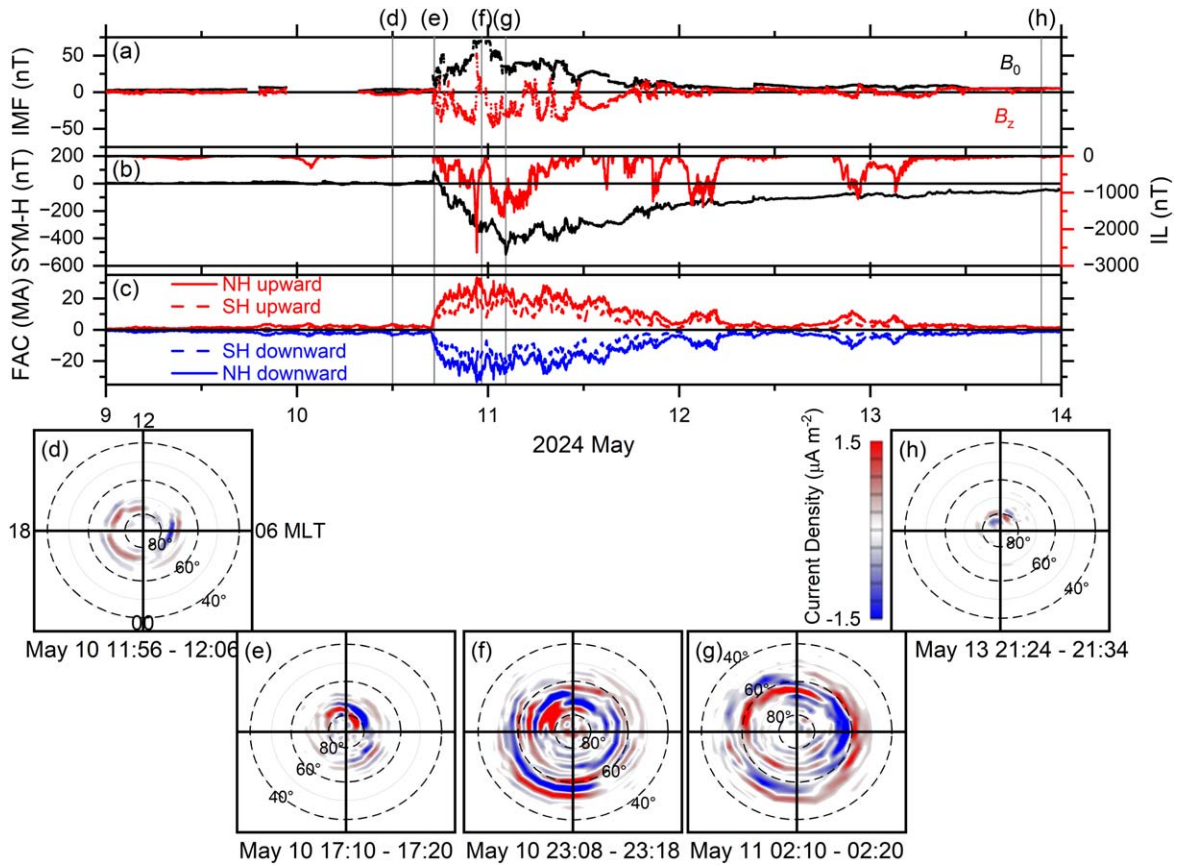 (d) (e) (f) (g) (h)
(a)
IMF (nT)
50
0
−50
B0
Bz
(b)
SYM-H (nT)
200
0
−200
−400
−600
0
−1000
−2000
−3000
IL (nT)
(c)
FAC (MA)
20
0
−20
NH upward
SH upward
SH downward
NH downward
9 10 11 12 13 14
2024 May
12
(d)
18
06 MLT
00
80°
60°
40°
May 10 11:56 - 12:06
Current Density (μA m-2)
1.5
-1.5
(h)
80°
60°
40°
May 13 21:24 - 21:34
(e)
80°
60°
40°
May 10 17:10 - 17:20
(f)
80°
60°
40°
May 10 23:08 - 23:18
(g)
40°
60°
80°
May 11 02:10 - 02:20